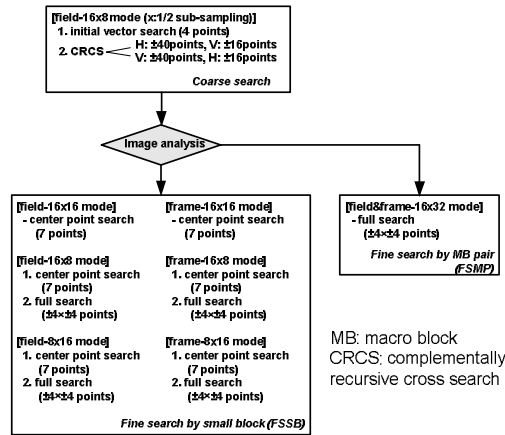 [field-16x8 mode (x:1/2 sub-sampling)]
1. initial vector search (4 points)
2. CRCS
H: ±40points, V: ±16points
V: ±40points, H: ±16points
Coarse search
Image analysis
[field-16x16 mode]
- center point search
(7 points)
[field-16x8 mode]
1. center point search
(7 points)
2. full search
(±4×±4 points)
[field-8x16 mode]
1. center point search
(7 points)
2. full search
(±4×±4 points)
[frame-16x16 mode]
- center point search
(7 points)
[frame-16x8 mode]
1. center point search
(7 points)
2. full search
(±4×±4 points)
[frame-8x16 mode]
1. center point search
(7 points)
2. full search
(±4×±4 points)
Fine search by small block (FSSB)
[field&frame-16x32 mode]
- full search
(±4×±4 points)
Fine search by MB pair
(FSMP)
MB: macro block
CRCS: complementally
recursive cross search